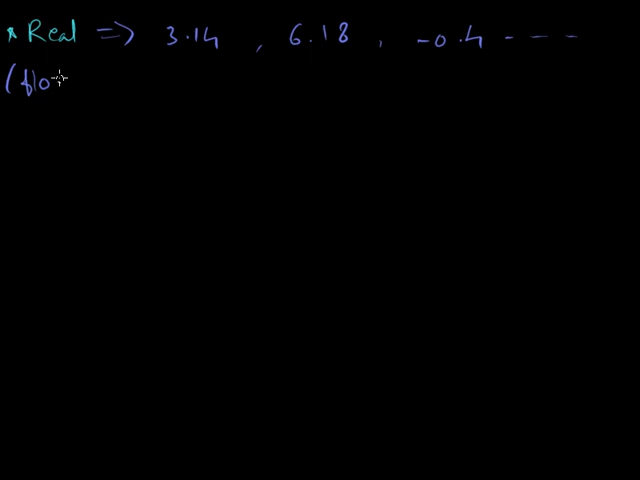 * Real => 3.14 , 6.18 , -0.4 - - -
(flo